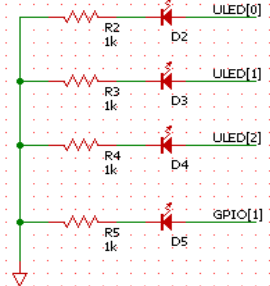 ULED[0]
R2
1k
D2
ULED[1]
R3
1k
D3
ULED[2]
R4
1k
D4
GPIO[1]
R5
1k
D5